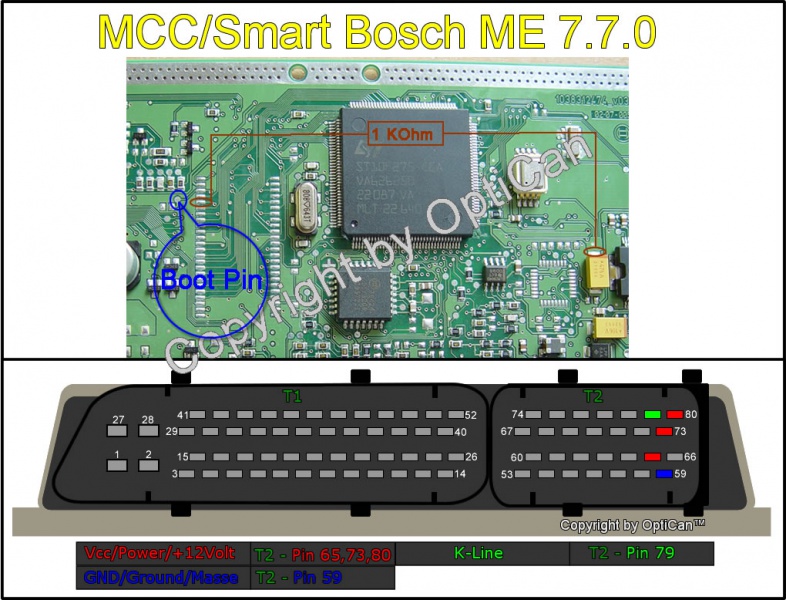 MCC/Smart Bosch ME 7.7.0
1 KOhm
Boot Pin
Copyright by OptiCan
T1
T2
27 28
41 52
74 80
29 40
67 73
1 2
15 26
60 66
3 14
53 59
Copyright by OptiCan™
Vcc/Power/+12Volt T2 - Pin 65,73,80 K-Line T2 - Pin 79
GND/Ground/Masse T2 - Pin 59